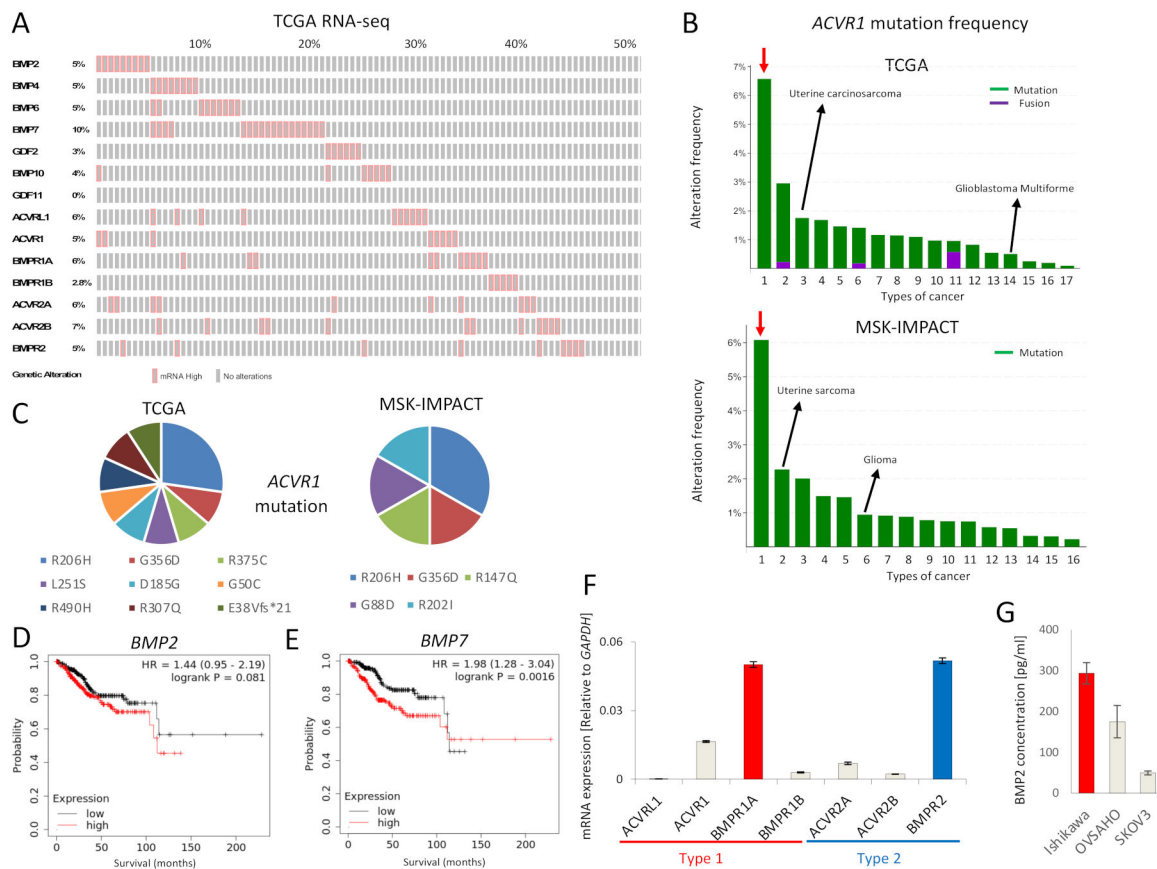 A
TCGA RNA-seq
10% 20% 30% 40% 50%
BMP2 5%
BMP4 5%
BMP6 5%
BMP7 10%
GDF2 3%
BMP10 4%
GDF11 0%
ACVRL1 6%
ACVR1 5%
BMPR1A 6%
BMPR1B 2.8%
ACVR2A 6%
ACVR2B 7%
BMPR2 5%
Genetic Alteration mRNA High No alterations
B
ACVR1 mutation frequency
TCGA
Alteration frequency
7%
6%
5%
4%
3%
2%
1%
Mutation
Fusion
Uterine carcinosarcoma
Glioblastoma Multiforme
1 2 3 4 5 6 7 8 9 10 11 12 13 14 15 16 17
Types of cancer
MSK-IMPACT
Alteration frequency
6%
5%
4%
3%
2%
1%
Mutation
Uterine sarcoma
Glioma
1 2 3 4 5 6 7 8 9 10 11 12 13 14 15 16
Types of cancer
C
TCGA
MSK-IMPACT
ACVR1
mutation
R206H G356D R375C
L251S D185G G50C
R490H R307Q E38Vfs*21
R206H G356D R147Q
G88D R202I
D
BMP2
HR = 1.44 (0.95 - 2.19)
logrank P = 0.081
Probability
1.0
0.8
0.6
0.4
0.2
0.0
Expression
low
high
0 50 100 150 200
Survival (months)
E
BMP7
HR = 1.98 (1.28 - 3.04)
logrank P = 0.0016
Probability
1.0
0.8
0.6
0.4
0.2
0.0
Expression
low
high
0 50 100 150 200
Survival (months)
F
mRNA expression [Relative to GAPDH]
0.06
0.03
0
ACVRL1
ACVR1
BMPR1A
BMPR1B
ACVR2A
ACVR2B
BMPR2
Type 1
Type 2
G
BMP2 concentration [pg/ml]
400
300
200
100
0
Ishikawa
OVSAHO
SKOV3